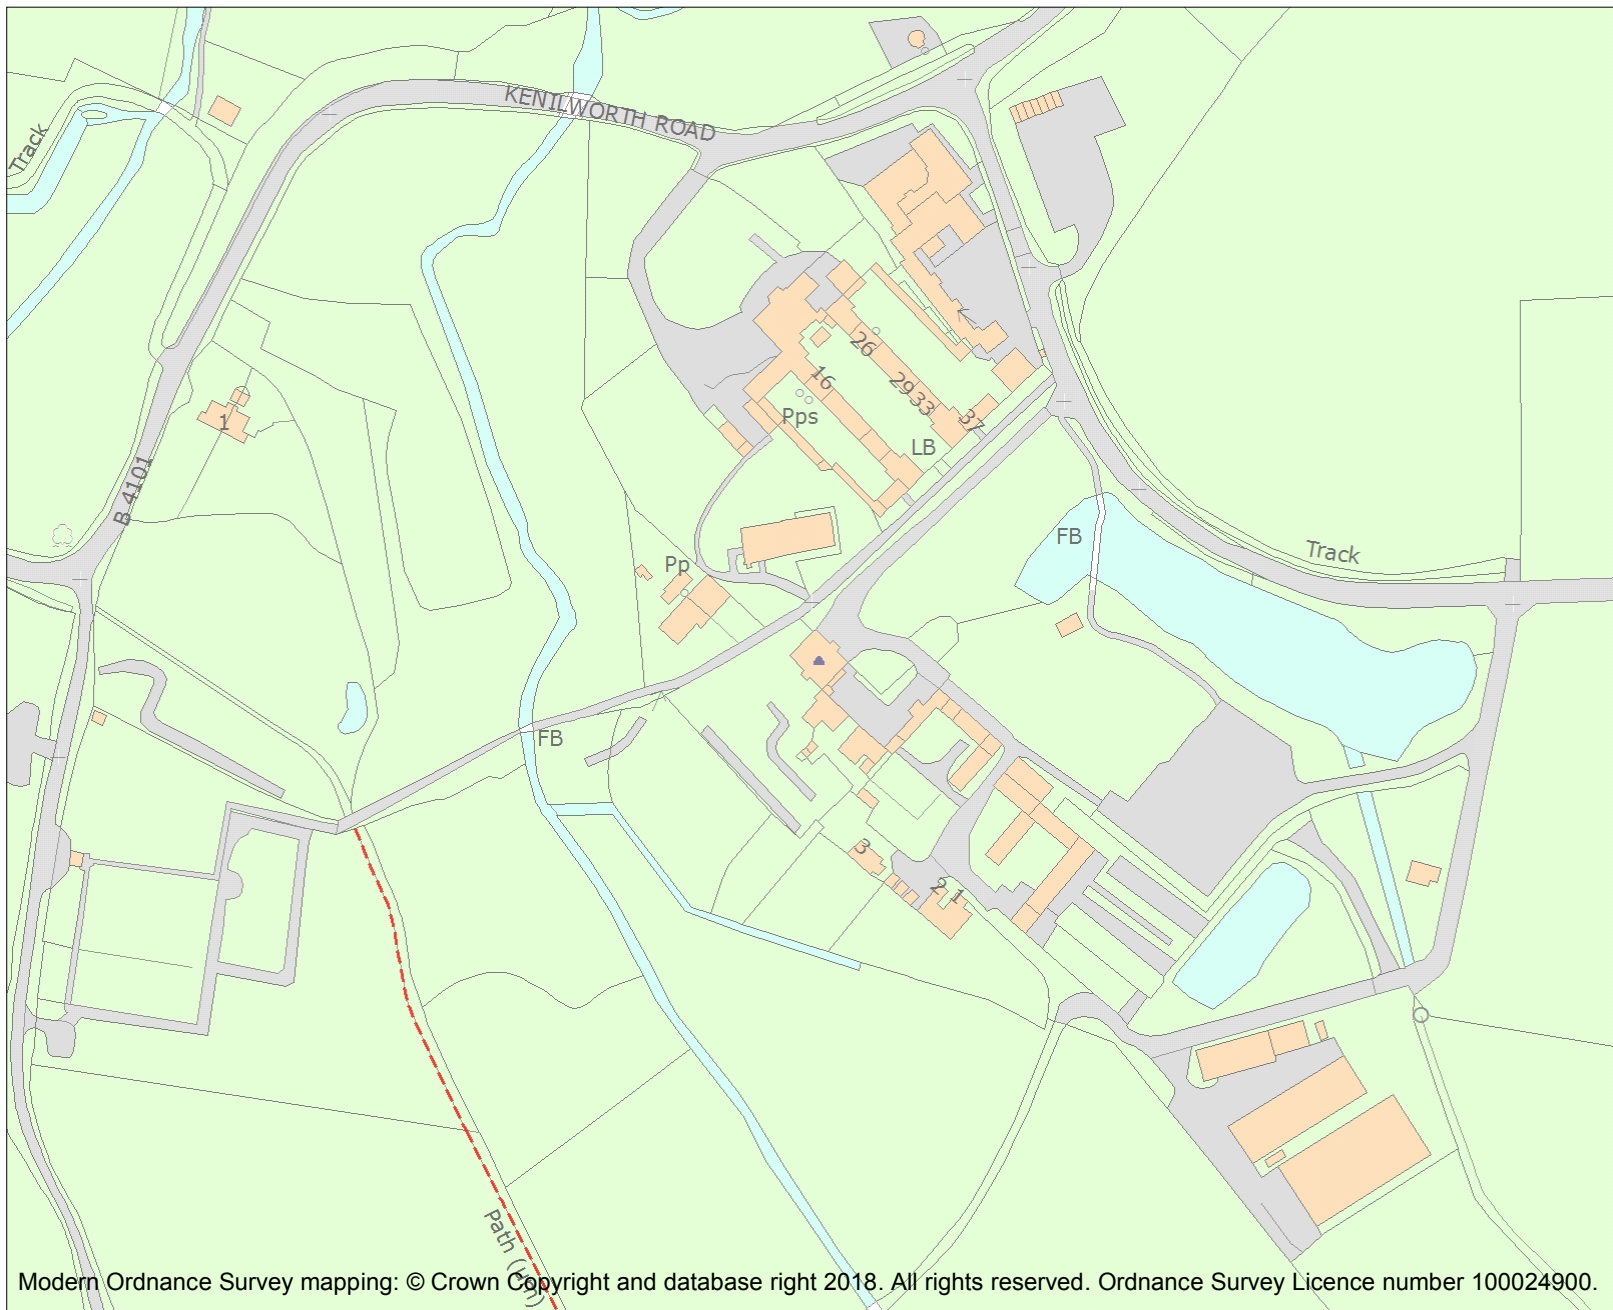 KENILWORTH ROAD
Track
26
16
29
33
37
Pps
LB
1
B 4101
FB
Track
Pp
FB
3
2
1
Path (um)
Modern Ordnance Survey mapping: © Crown Copyright and database right 2018. All rights reserved. Ordnance Survey Licence number 100024900.